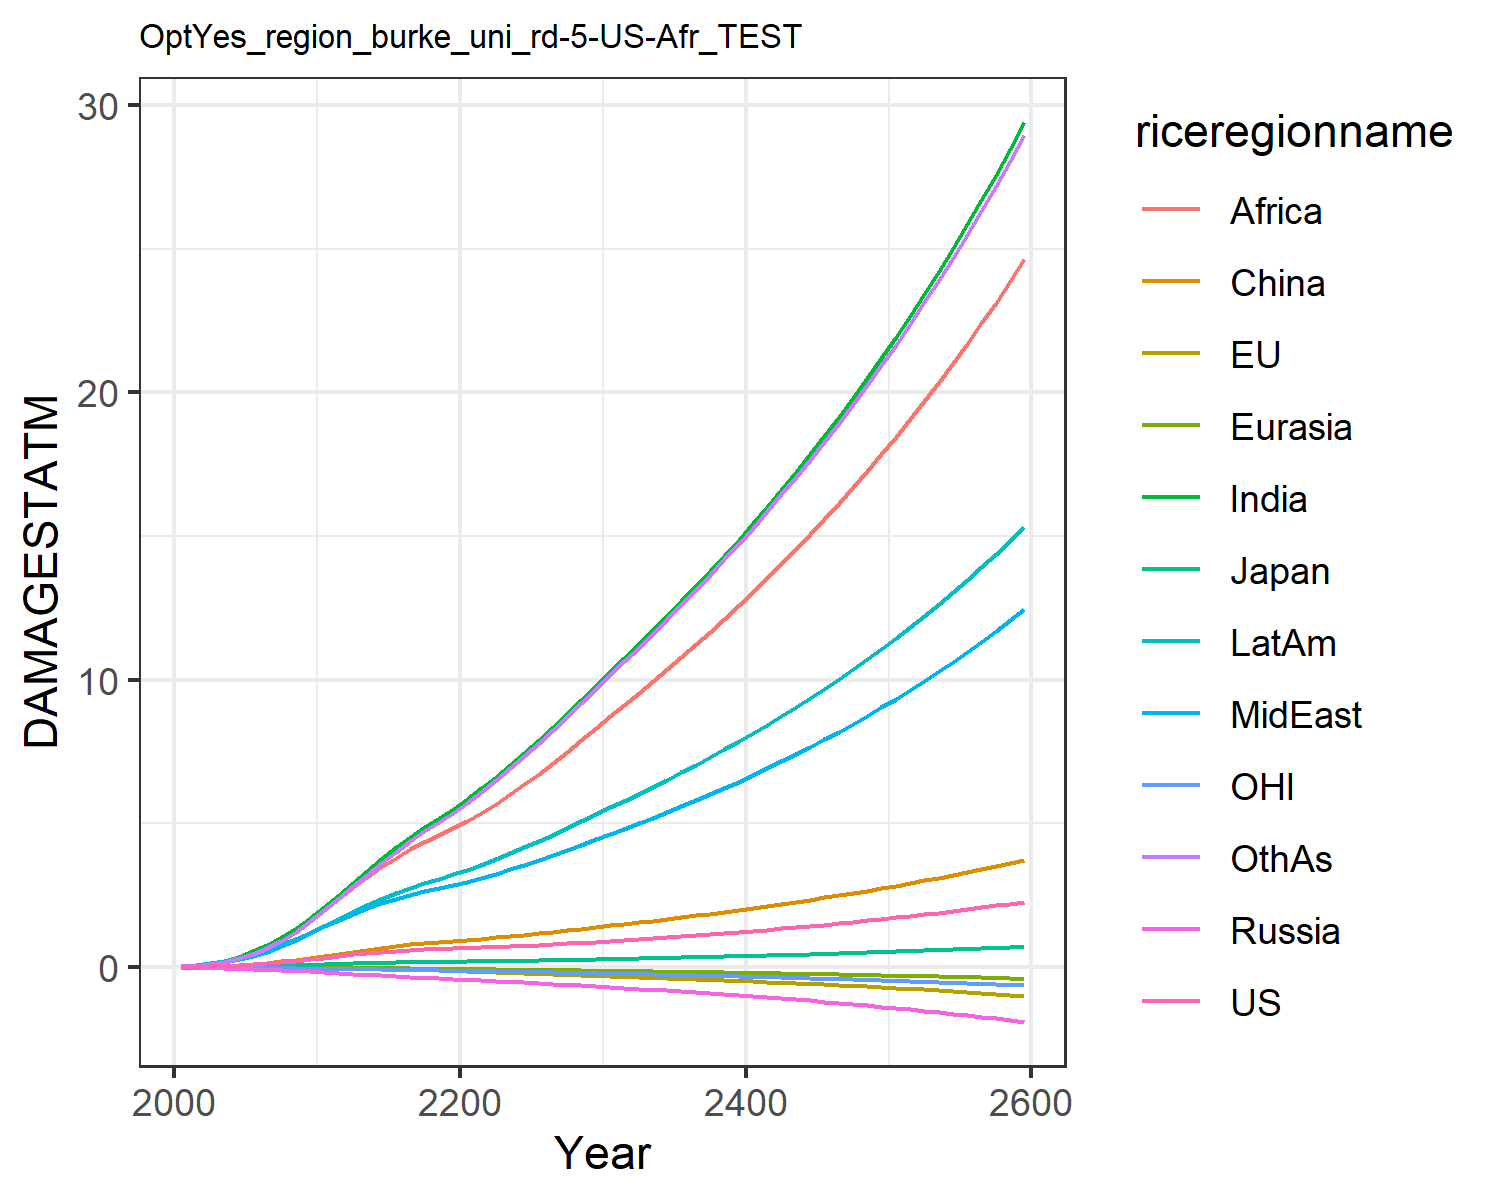 OptYes_region_burke_uni_rd-5-US-Afr_TEST
30
20
10
0
DAMAGESTATM
2000
2200
2400
2600
Year
riceregionname
Africa
China
EU
Eurasia
India
Japan
LatAm
MidEast
OHI
OthAs
Russia
US